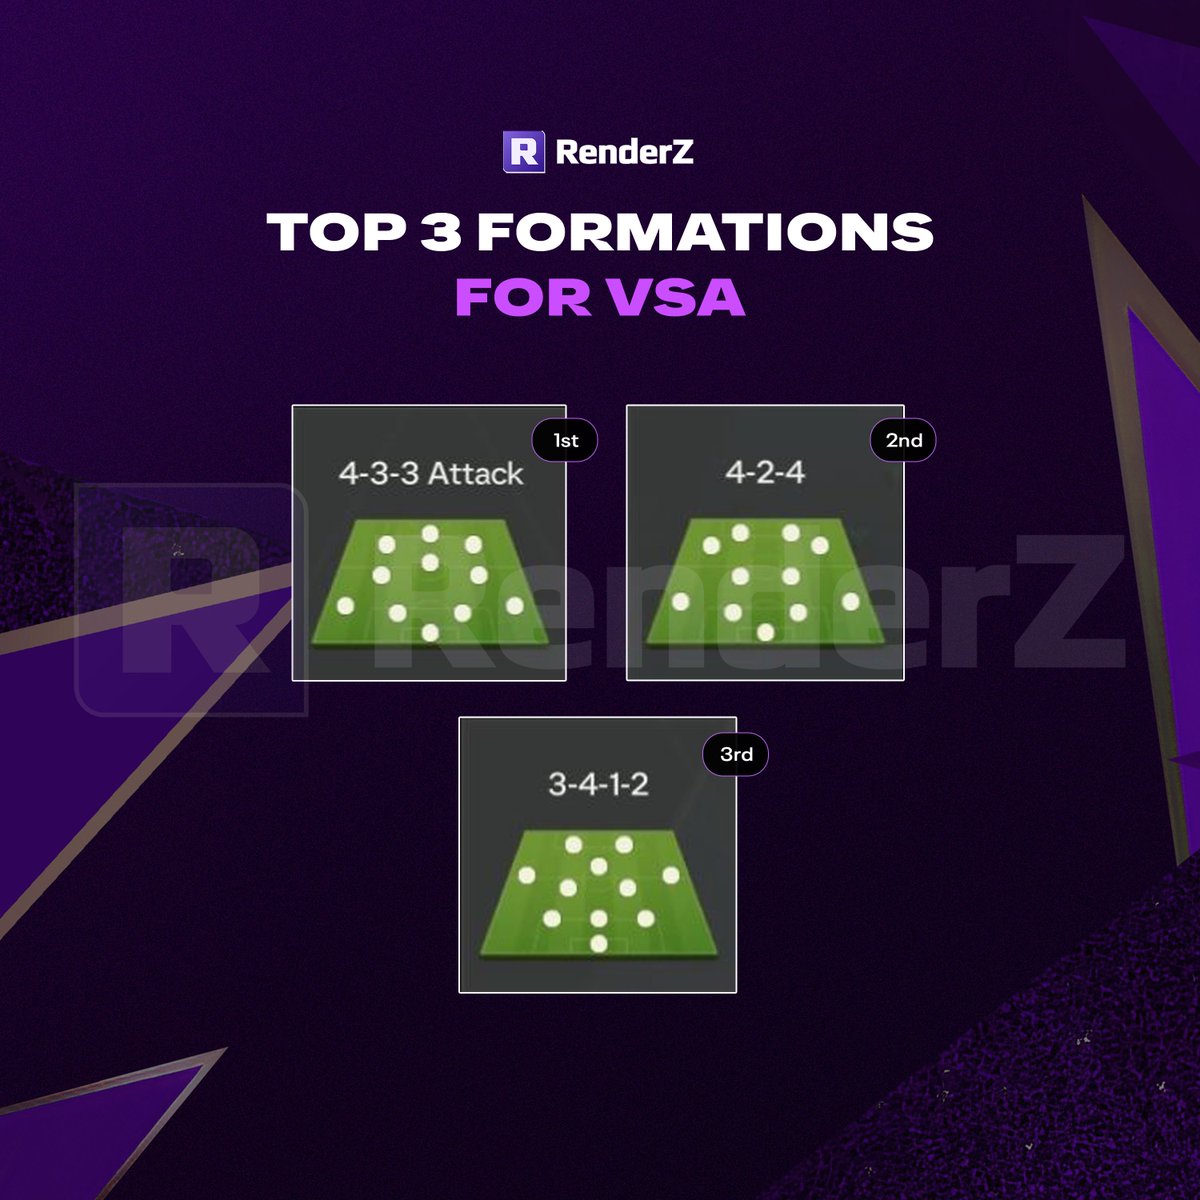 RenderZ
TOP 3 FORMATIONS
FOR VSA
1st
4-3-3 Attack
2nd
4-2-4
RenderZ
3rd
3-4-1-2